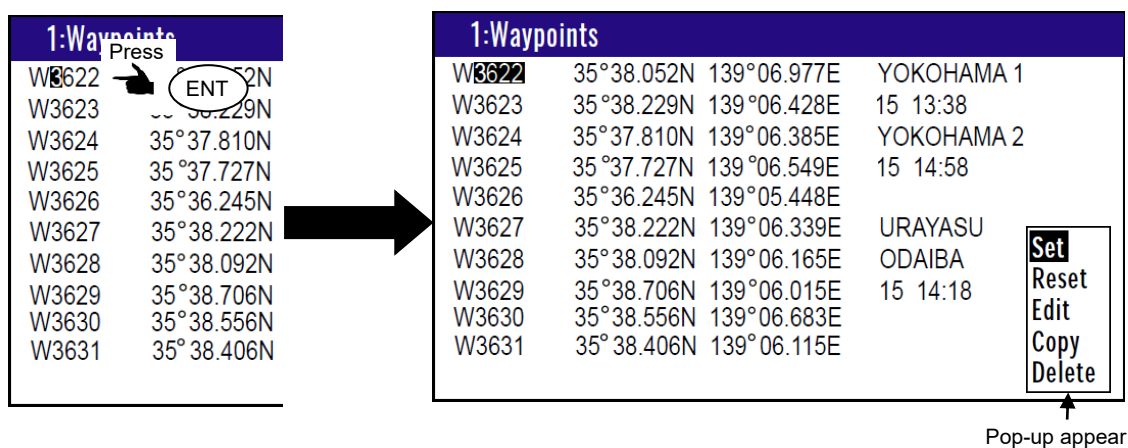 1:Waypoints
Press
W3622 52N
ENT
W3623 38.229N
W3624 35°37.810N
W3625 35°37.727N
W3626 35°36.245N
W3627 35°38.222N
W3628 35°38.092N
W3629 35°38.706N
W3630 35°38.556N
W3631 35°38.406N
1:Waypoints
W3622 35°38.052N 139°06.977E YOKOHAMA 1
W3623 35°38.229N 139°06.428E 15 13:38
W3624 35°37.810N 139°06.385E YOKOHAMA 2
W3625 35°37.727N 139°06.549E 15 14:58
W3626 35°36.245N 139°05.448E
W3627 35°38.222N 139°06.339E URAYASU
W3628 35°38.092N 139°06.165E ODAIBA
W3629 35°38.706N 139°06.015E 15 14:18
W3630 35°38.556N 139°06.683E
W3631 35°38.406N 139°06.115E
Set
Reset
Edit
Copy
Delete
Pop-up appear